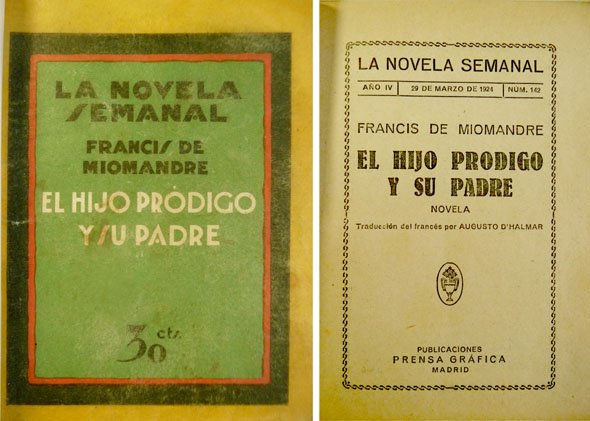 LA NOVELA
SEMANAL
FRANCIS DE
MIOMANDRE
EL HIJO PRÓDIGO
Y SU PADRE
30 cts.
LA NOVELA SEMANAL
AÑO IV 29 DE MARZO DE 1924 NÚM. 142
FRANCIS DE MIOMANDRE
EL HIJO PRODIGO
Y SU PADRE
NOVELA
Traducción del francés por AUGUSTO D'HALMAR
PUBLICACIONES
PRENSA GRÁFICA
MADRID